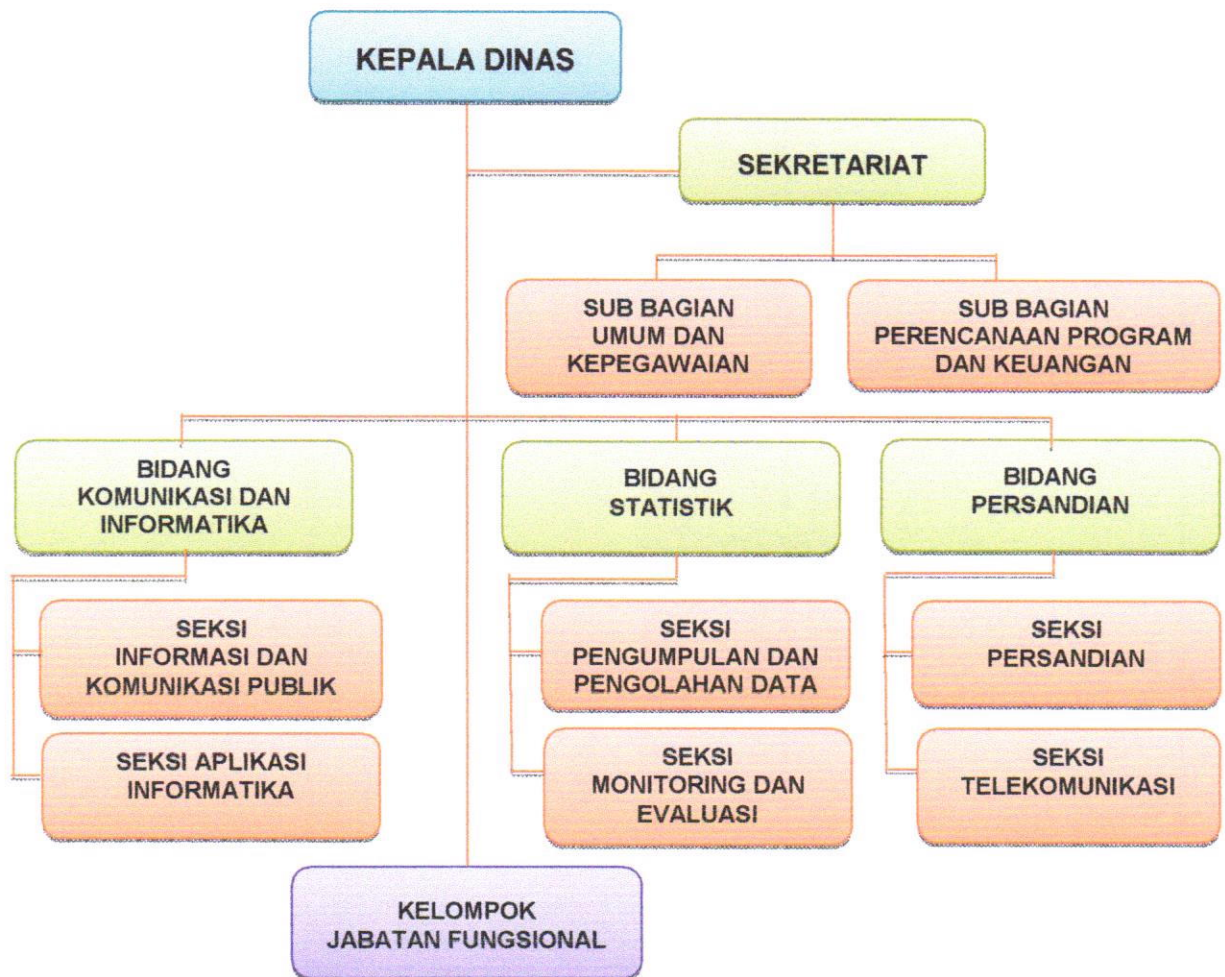 KEPALA DINAS
SEKRETARIAT
SUB BAGIAN
UMUM DAN
KEPEGAWAIAN
SUB BAGIAN
PERENCANAAN PROGRAM
DAN KEUANGAN
BIDANG
KOMUNIKASI DAN
INFORMATIKA
BIDANG
STATISTIK
BIDANG
PERSANDIAN
SEKSI
INFORMASI DAN
KOMUNIKASI PUBLIK
SEKSI
PENGUMPULAN DAN
PENGOLAHAN DATA
SEKSI
PERSANDIAN
SEKSI APLIKASI
INFORMATIKA
SEKSI
MONITORING DAN
EVALUASI
SEKSI
TELEKOMUNIKASI
KELOMPOK
JABATAN FUNGSIONAL